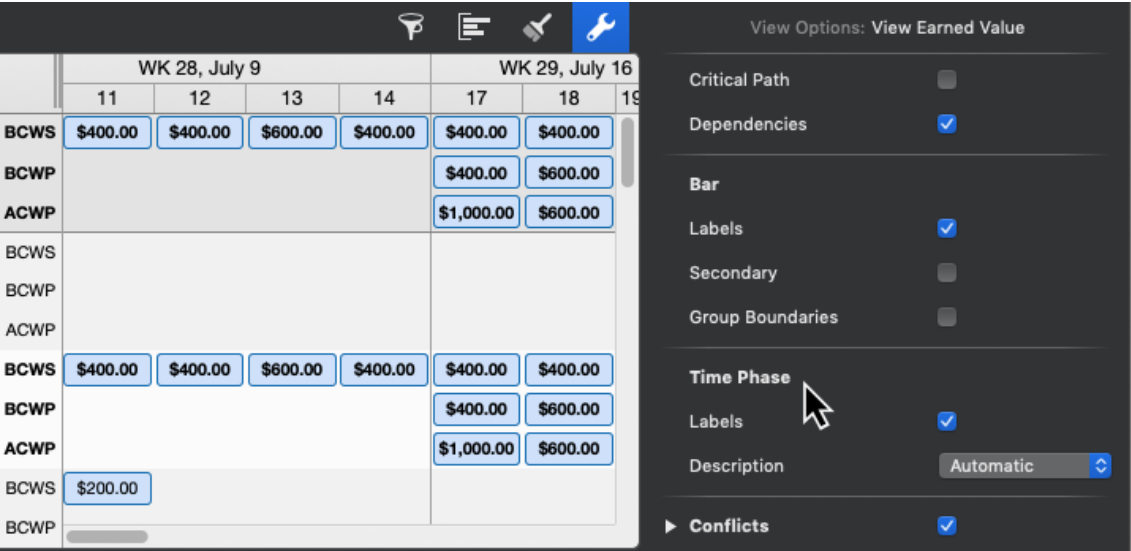 View Options: View Earned Value
WK 28, July 9 WK 29, July 16
11 12 13 14 17 18 19
BCWS $400.00 $400.00 $600.00 $400.00 $400.00 $400.00
BCWP $400.00 $600.00
ACWP $1,000.00 $600.00
BCWS
BCWP
ACWP
BCWS $400.00 $400.00 $600.00 $400.00 $400.00 $400.00
BCWP $400.00 $600.00
ACWP $1,000.00 $600.00
BCWS $200.00
BCWP
Critical Path
Dependencies
Bar
Labels
Secondary
Group Boundaries
Time Phase
Labels
Description Automatic
Conflicts